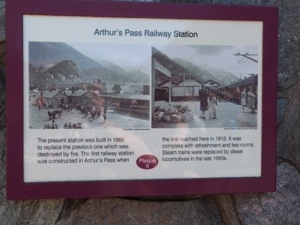 Arthur's Pass Railway Station
The present station was built in 1966
to replace the previous one which was
destroyed by fire. The first railway station
was constructed in Arthur's Pass when
Plaque
the line reached here in 1915. It was
complete with refreshment and tea rooms.
Steam trains were replaced by diesel
locomotives in the late 1960s.